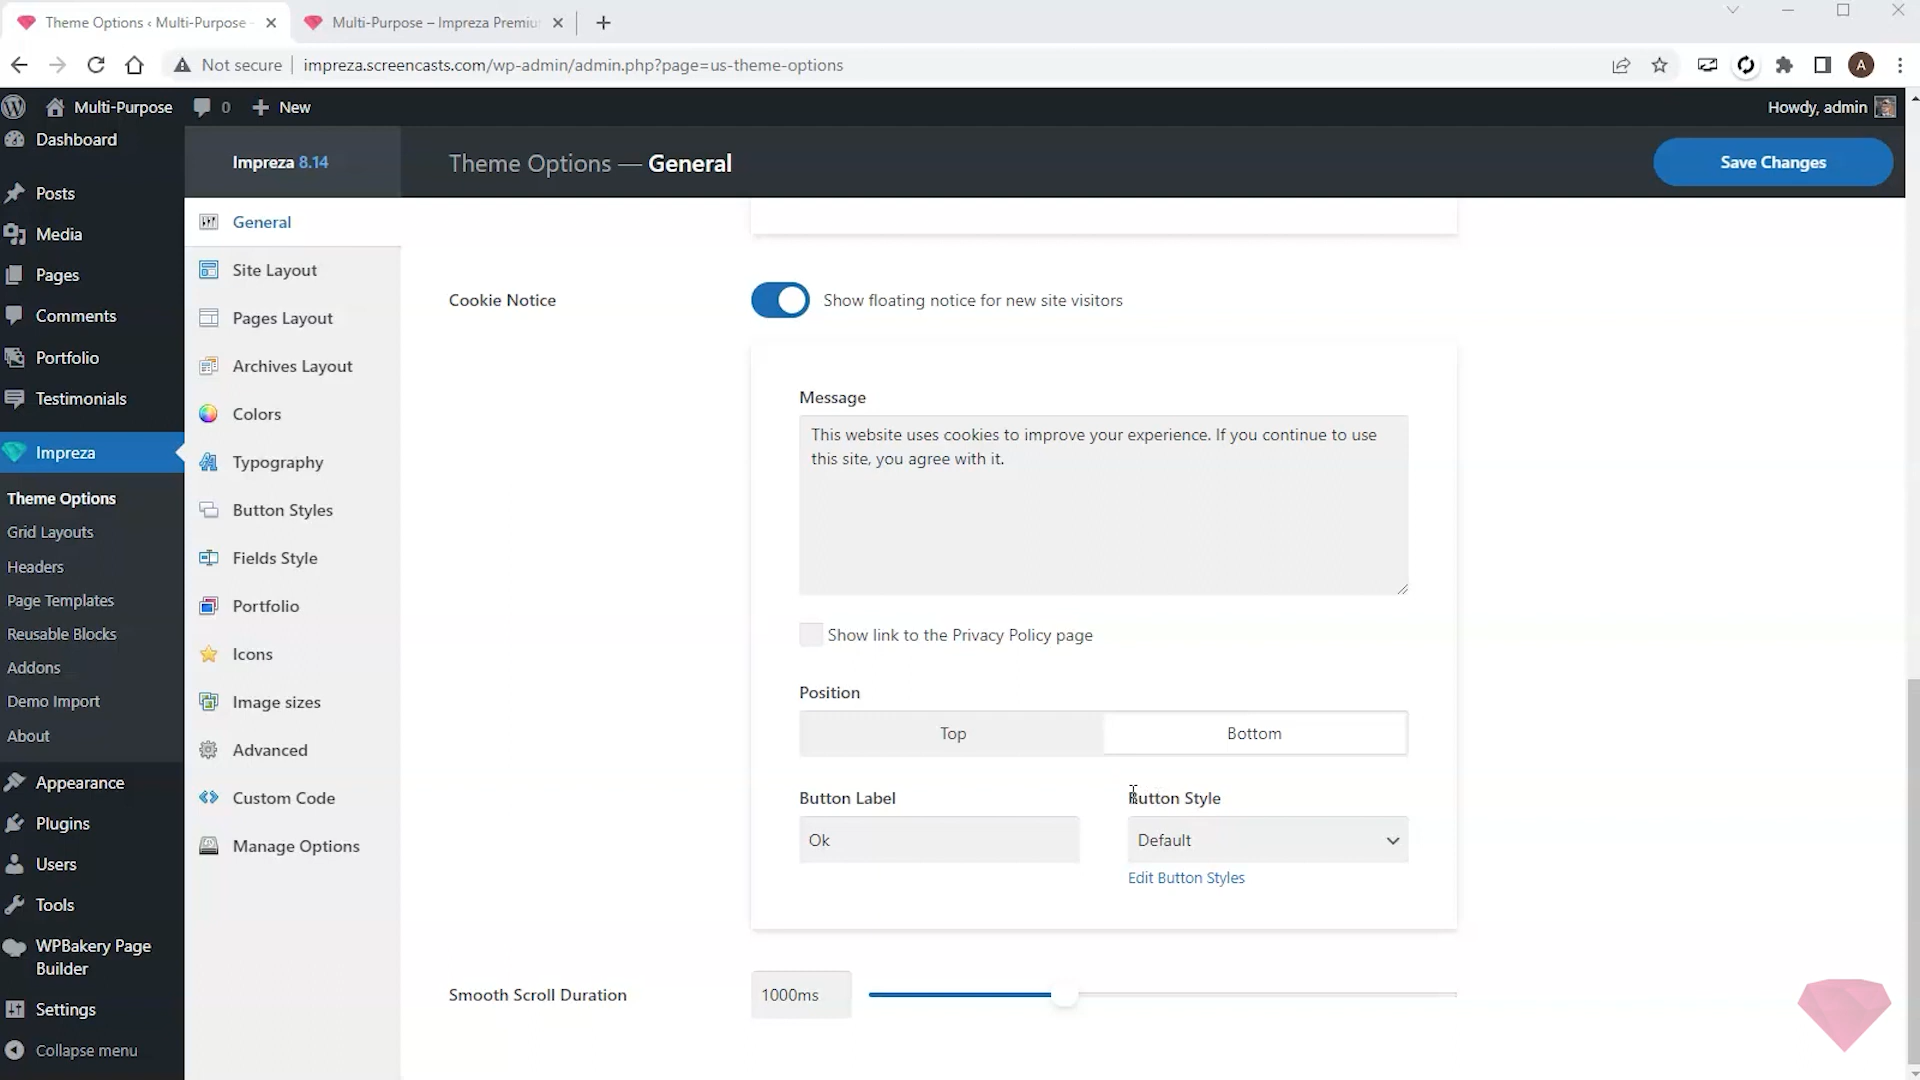 Theme Options ‹ Multi-Purpose -
Multi-Purpose – Impreza Premiu
Not secure
impreza.screencasts.com/wp-admin/admin.php?page=us-theme-options
A
Multi-Purpose
0
New
Howdy, admin
Dashboard
Posts
Media
Pages
Comments
Portfolio
Testimonials
Impreza
Theme Options
Grid Layouts
Headers
Page Templates
Reusable Blocks
Addons
Demo Import
About
Appearance
Plugins
Users
Tools
WPBakery Page
Builder
Settings
Collapse menu
Impreza 8.14
General
Site Layout
Pages Layout
Archives Layout
Colors
Typography
Button Styles
Fields Style
Portfolio
Icons
Image sizes
Advanced
Custom Code
Manage Options
Theme Options — General
Save Changes
Cookie Notice
Show floating notice for new site visitors
Message
This website uses cookies to improve your experience. If you continue to use
this site, you agree with it.
Show link to the Privacy Policy page
Position
Top
Bottom
Button Label
Button Style
Ok
Default
Edit Button Styles
Smooth Scroll Duration
1000ms